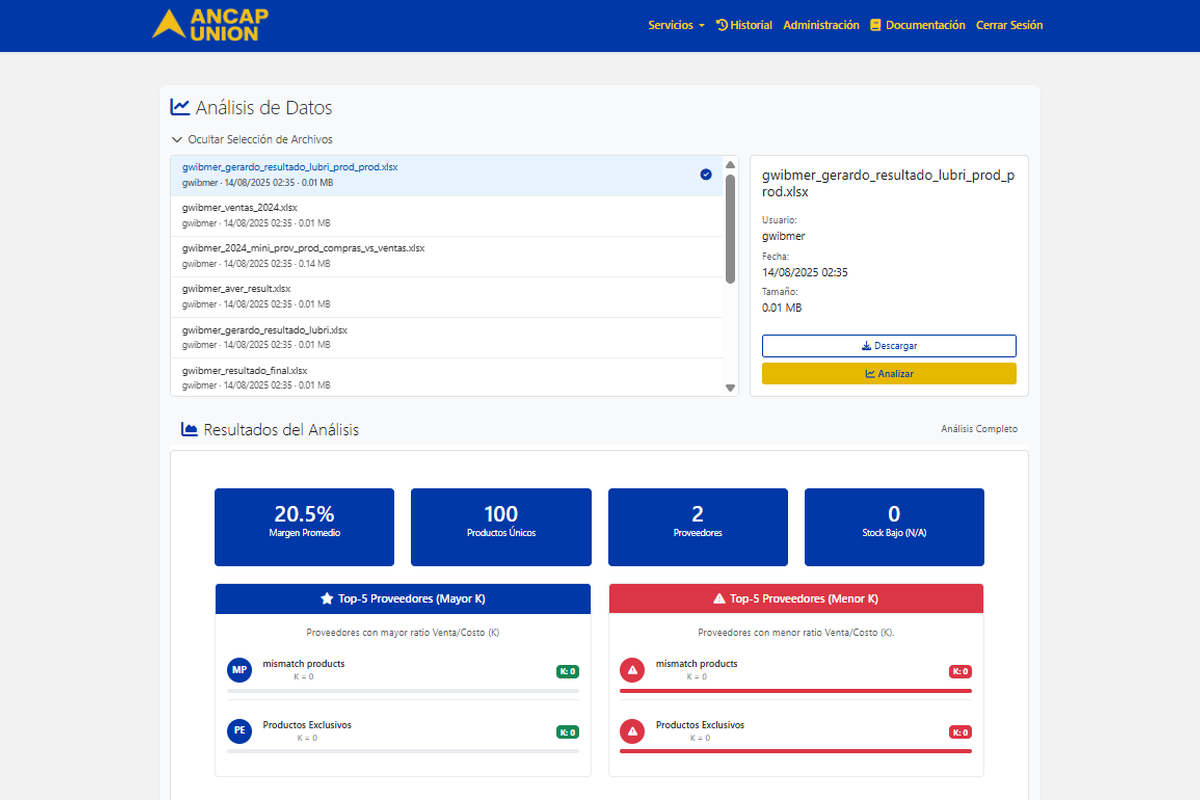 ANCAP
UNION
Servicios
Historial
Administración
Documentación
Cerrar Sesión
Análisis de Datos
Ocultar Selección de Archivos
gwibmer_gerardo_resultado_lubri_prod_prod.xlsx
gwibmer · 14/08/2025 02:35 · 0.01 MB
gwibmer_ventas_2024.xlsx
gwibmer · 14/08/2025 02:35 · 0.01 MB
gwibmer_2024_mini_prov_prod_compras_vs_ventas.xlsx
gwibmer · 14/08/2025 02:35 · 0.14 MB
gwibmer_aver_result.xlsx
gwibmer · 14/08/2025 02:35 · 0.01 MB
gwibmer_gerardo_resultado_lubri.xlsx
gwibmer · 14/08/2025 02:35 · 0.01 MB
gwibmer_resultado_final.xlsx
gwibmer · 14/08/2025 02:35 · 0.01 MB
gwibmer_gerardo_resultado_lubri_prod_p
rod.xlsx
Usuario:
gwibmer
Fecha:
14/08/2025 02:35
Tamaño:
0.01 MB
Descargar
Analizar
Resultados del Análisis
Análisis Completo
20.5%
Margen Promedio
100
Productos Únicos
2
Proveedores
0
Stock Bajo (N/A)
Top-5 Proveedores (Mayor K)
Proveedores con mayor ratio Venta/Costo (K)
MP
mismatch products
K = 0
K: 0
PE
Productos Exclusivos
K = 0
K: 0
Top-5 Proveedores (Menor K)
Proveedores con menor ratio Venta/Costo (K).
mismatch products
K = 0
K: 0
Productos Exclusivos
K = 0
K: 0